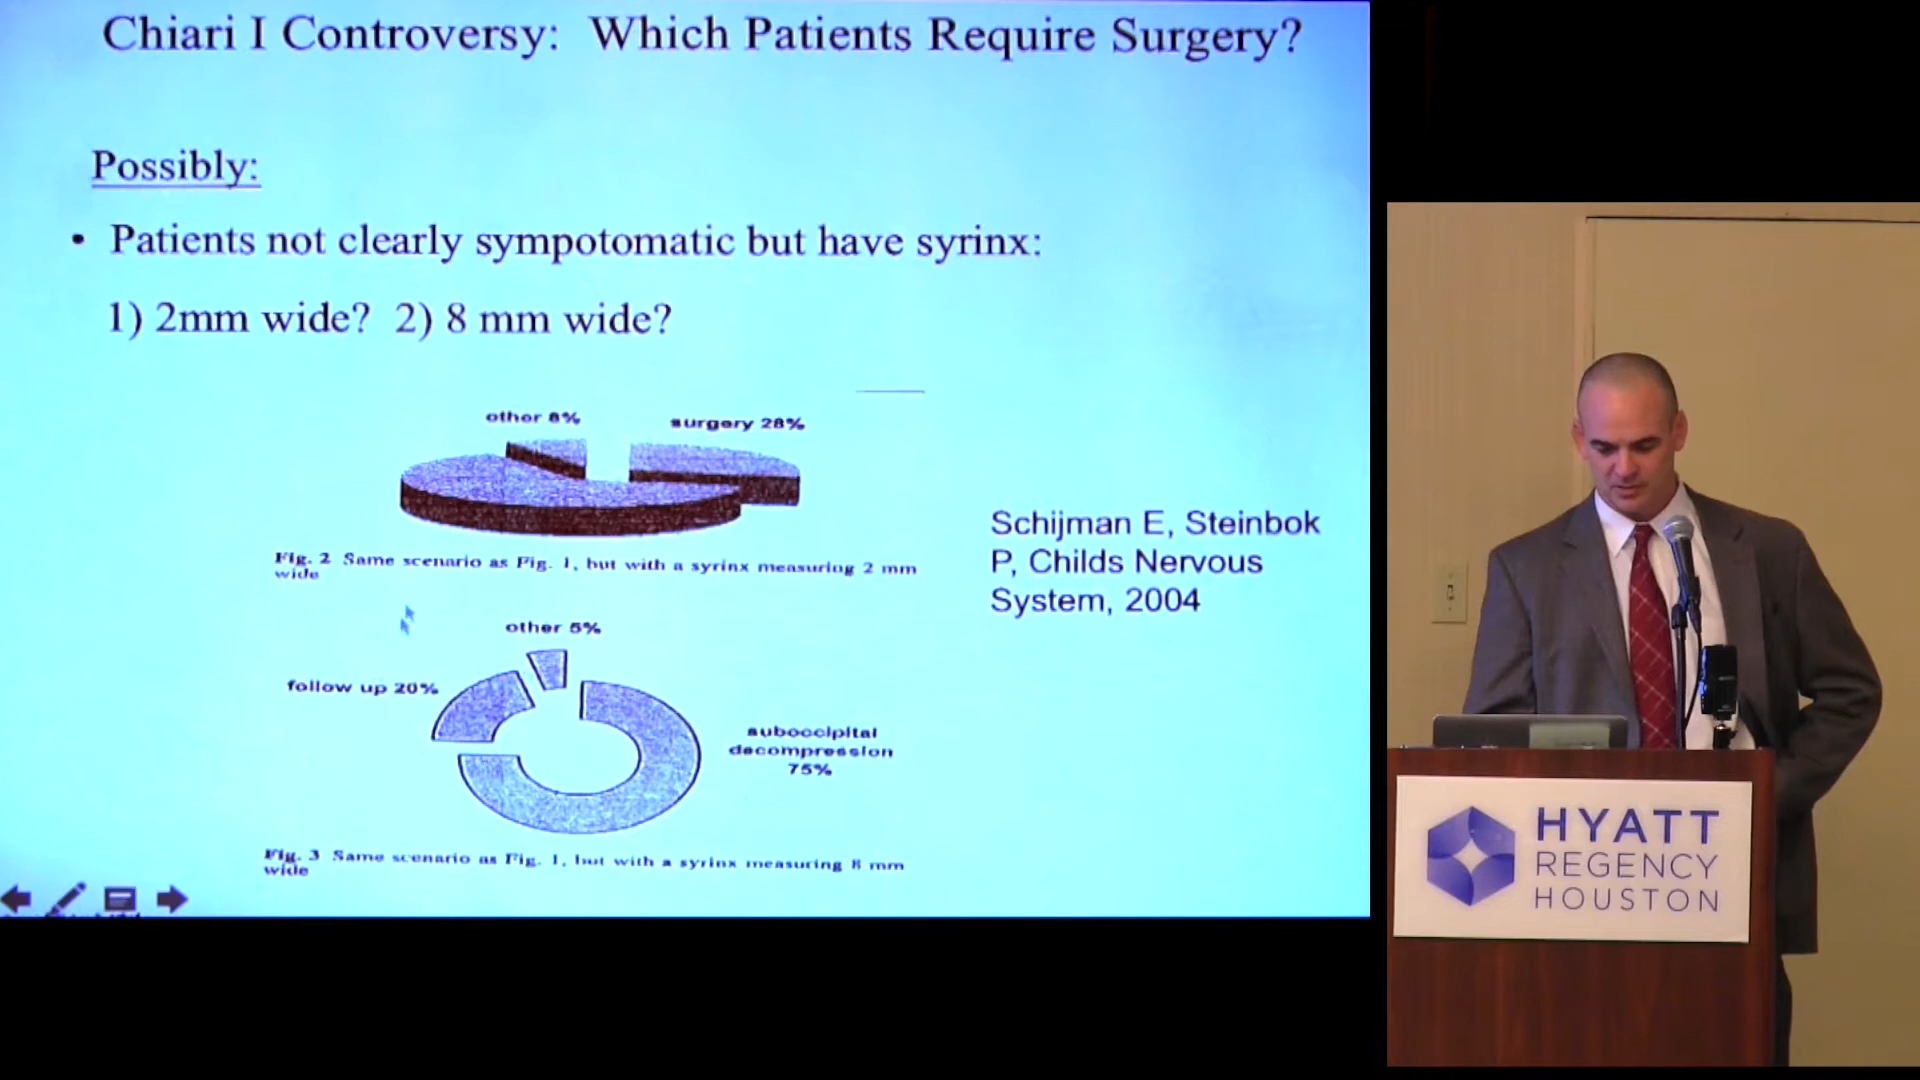 Chiari I Controversy: Which Patients Require Surgery?
Possibly:
• Patients not clearly sympotomatic but have syrinx:
1) 2mm wide? 2) 8 mm wide?
other 8%
surgery 28%
Fig. 2 Same scenario as Fig. 1, but with a syrinx measuring 2 mm
wide
Schijman E, Steinbok
P, Childs Nervous
System, 2004
other 5%
follow up 20%
suboccipital
decompression
75%
Fig. 3 Same scenario as Fig. 1, but with a syrinx measuring 8 mm
wide
HYATT
REGENCY
HOUSTON